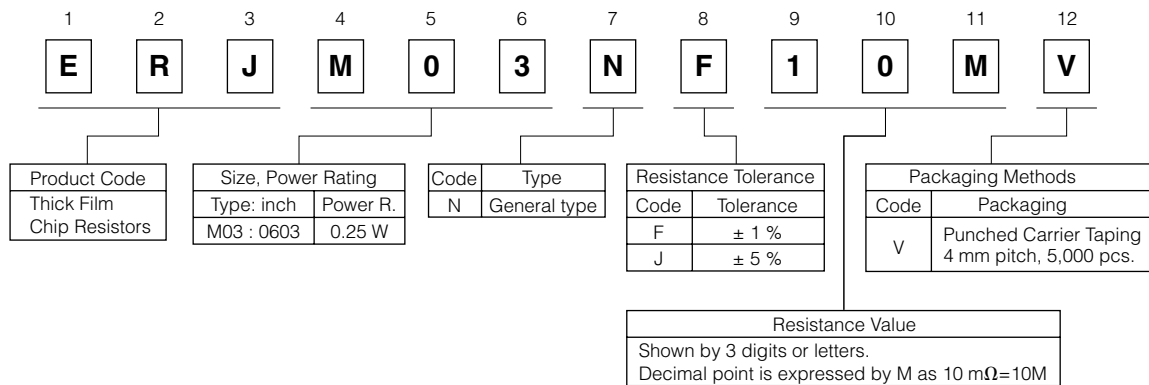 1 2 3 4 5 6 7 8 9 10 11 12
E R J M 0 3 N F 1 0 M V
Product Code
Thick Film
Chip Resistors
Size, Power Rating
Type: inch Power R.
M03 : 0603 0.25 W
Code Type
N General type
Resistance Tolerance
Code Tolerance
F ± 1 %
J ± 5 %
Packaging Methods
Code Packaging
V Punched Carrier Taping
4 mm pitch, 5,000 pcs.
Resistance Value
Shown by 3 digits or letters.
Decimal point is expressed by M as 10 mΩ=10M